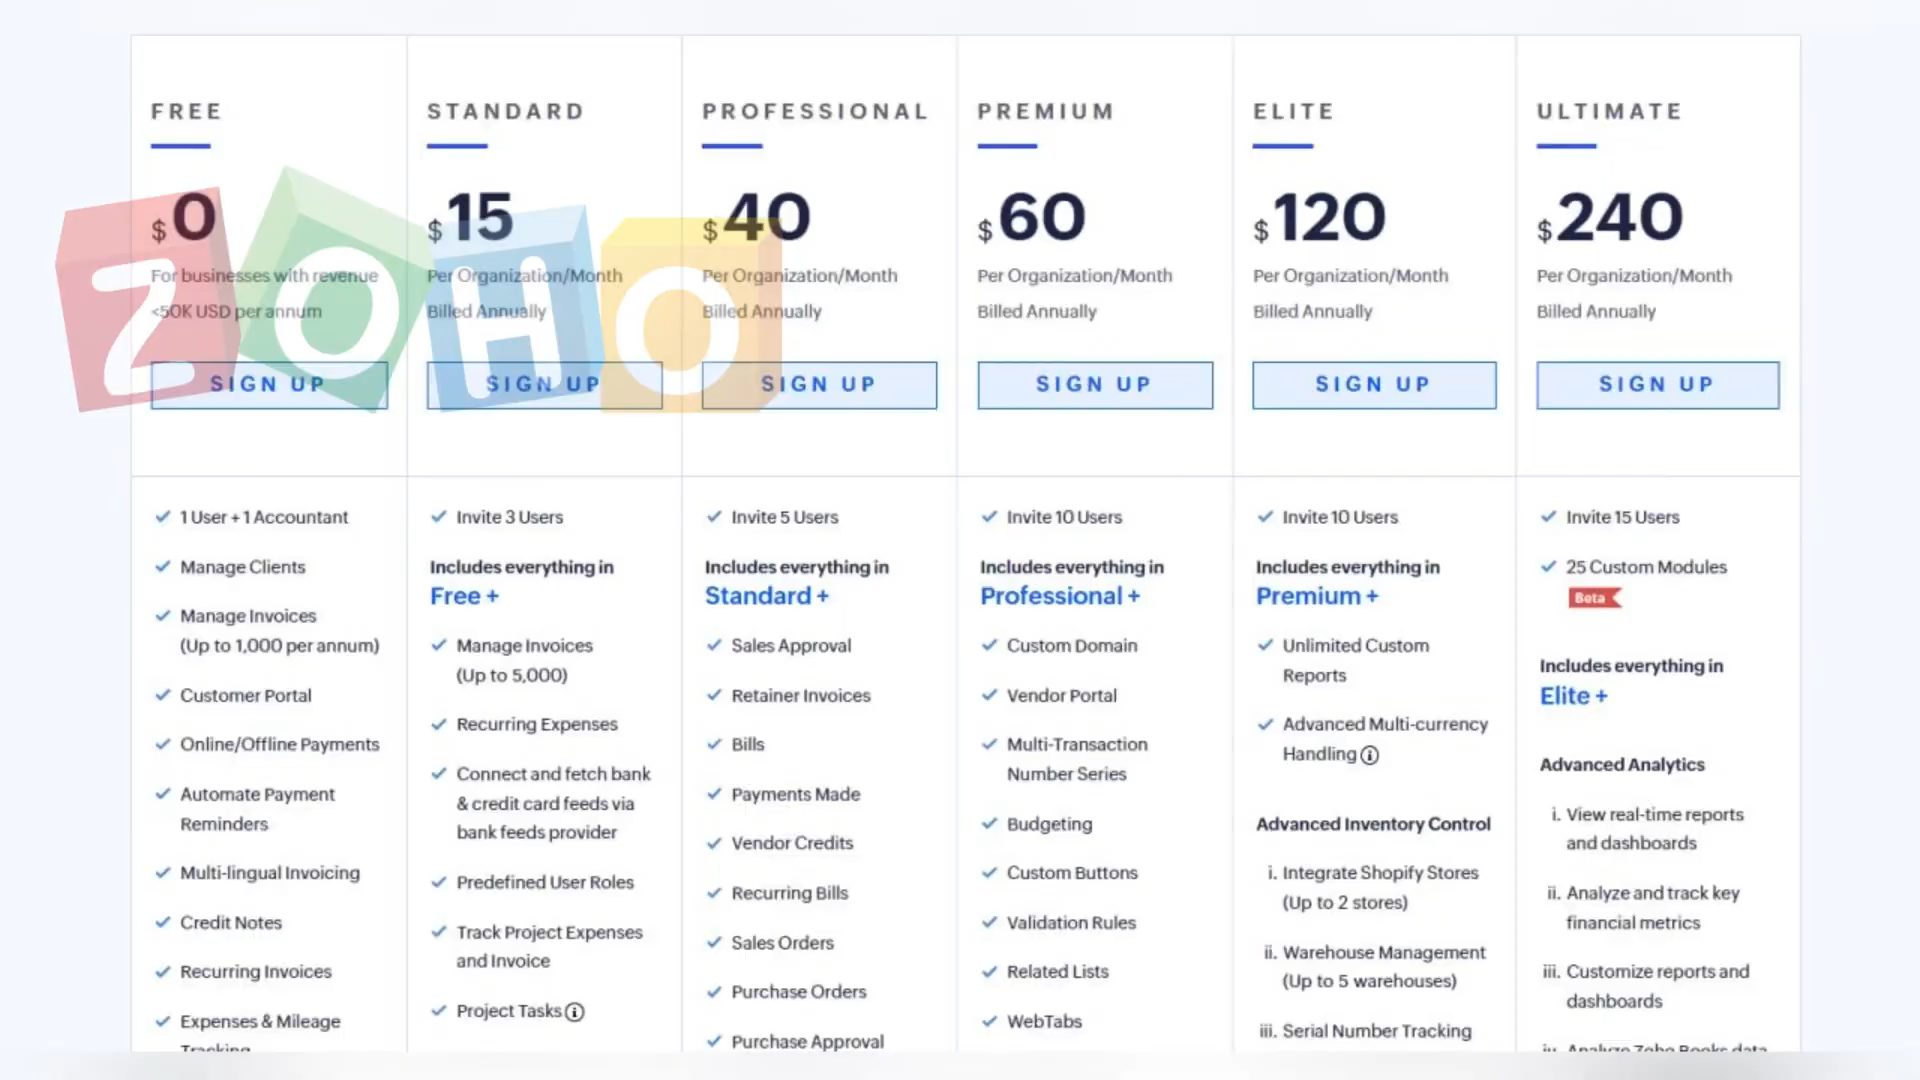 FREE
$0
For businesses with revenue
<50K USD per annum
SIGN UP
1 User + 1 Accountant
Manage Clients
Manage Invoices
(Up to 1,000 per annum)
Customer Portal
Online/Offline Payments
Automate Payment
Reminders
Multi-lingual Invoicing
Credit Notes
Recurring Invoices
Expenses & Mileage
Tracking
STANDARD
$15
Per Organization/Month
Billed Annually
SIGN UP
Invite 3 Users
Includes everything in
Free +
Manage Invoices
(Up to 5,000)
Recurring Expenses
Connect and fetch bank
& credit card feeds via
bank feeds provider
Predefined User Roles
Track Project Expenses
and Invoice
Project Tasks
PROFESSIONAL
$40
Per Organization/Month
Billed Annually
SIGN UP
Invite 5 Users
Includes everything in
Standard +
Sales Approval
Retainer Invoices
Bills
Payments Made
Vendor Credits
Recurring Bills
Sales Orders
Purchase Orders
Purchase Approval
PREMIUM
$60
Per Organization/Month
Billed Annually
SIGN UP
Invite 10 Users
Includes everything in
Professional +
Custom Domain
Vendor Portal
Multi-Transaction
Number Series
Budgeting
Custom Buttons
Validation Rules
Related Lists
WebTabs
ELITE
$120
Per Organization/Month
Billed Annually
SIGN UP
Invite 10 Users
Includes everything in
Premium +
Unlimited Custom
Reports
Advanced Multi-currency
Handling
Advanced Inventory Control
i. Integrate Shopify Stores
(Up to 2 stores)
ii. Warehouse Management
(Up to 5 warehouses)
iii. Serial Number Tracking
ULTIMATE
$240
Per Organization/Month
Billed Annually
SIGN UP
Invite 15 Users
25 Custom Modules
Beta
Includes everything in
Elite +
Advanced Analytics
i. View real-time reports
and dashboards
ii. Analyze and track key
financial metrics
iii. Customize reports and
dashboards
iv. Analyze Zoho Books data
ZOHO